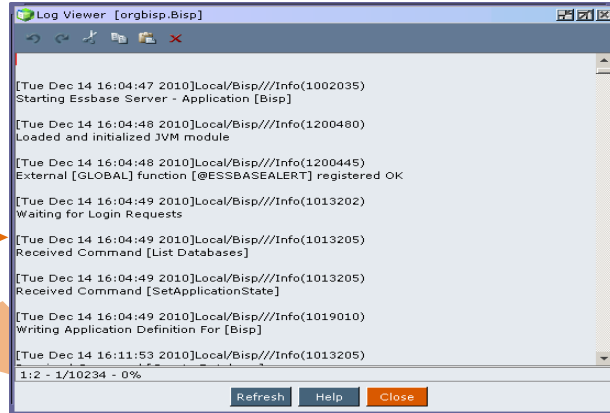 Log Viewer [orgbisp.Bisp]
[Tue Dec 14 16:04:47 2010]Local/Bisp///Info(1002035)
Starting Essbase Server - Application [Bisp]
[Tue Dec 14 16:04:48 2010]Local/Bisp///Info(1200480)
Loaded and initialized JVM module
[Tue Dec 14 16:04:48 2010]Local/Bisp///Info(1200445)
External [GLOBAL] function [@ESSBASEALERT] registered OK
[Tue Dec 14 16:04:49 2010]Local/Bisp///Info(1013202)
Waiting for Login Requests
[Tue Dec 14 16:04:49 2010]Local/Bisp///Info(1013205)
Received Command [List Databases]
[Tue Dec 14 16:04:49 2010]Local/Bisp///Info(1013205)
Received Command [SetApplicationState]
[Tue Dec 14 16:04:49 2010]Local/Bisp///Info(1019010)
Writing Application Definition For [Bisp]
[Tue Dec 14 16:11:53 2010]Local/Bisp///Info(1013205)
1:2 - 1/10234 - 0%
Refresh Help Close